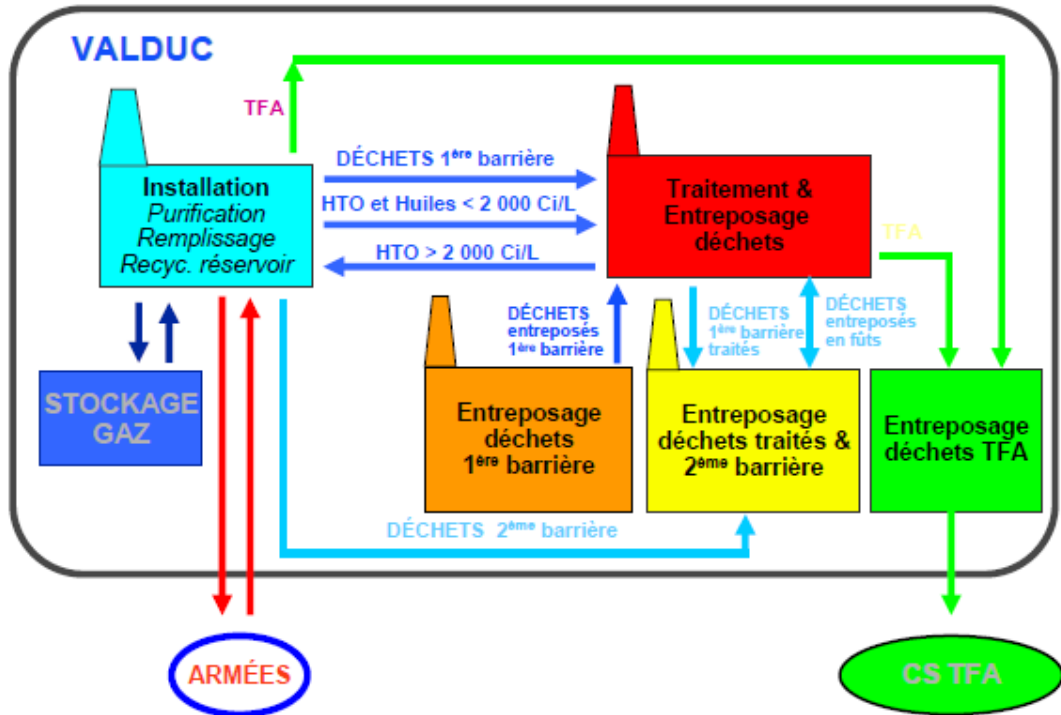 VALDUC
TFA
DÉCHETS 1ère barrière
HTO et Huiles < 2 000 Ci/L
HTO > 2 000 Ci/L
Installation
Purification
Remplissage
Recyc. réservoir
Traitement &
Entreposage
déchets
TFA
DÉCHETS
entreposés
1ère barrière
DÉCHETS
1ère barrière
traités
DÉCHETS
entreposés
en fûts
STOCKAGE
GAZ
Entreposage
déchets
1ère barrière
Entreposage
déchets traités &
2ème barrière
Entreposage
déchets TFA
DÉCHETS 2ème barrière
ARMÉES
CS TFA